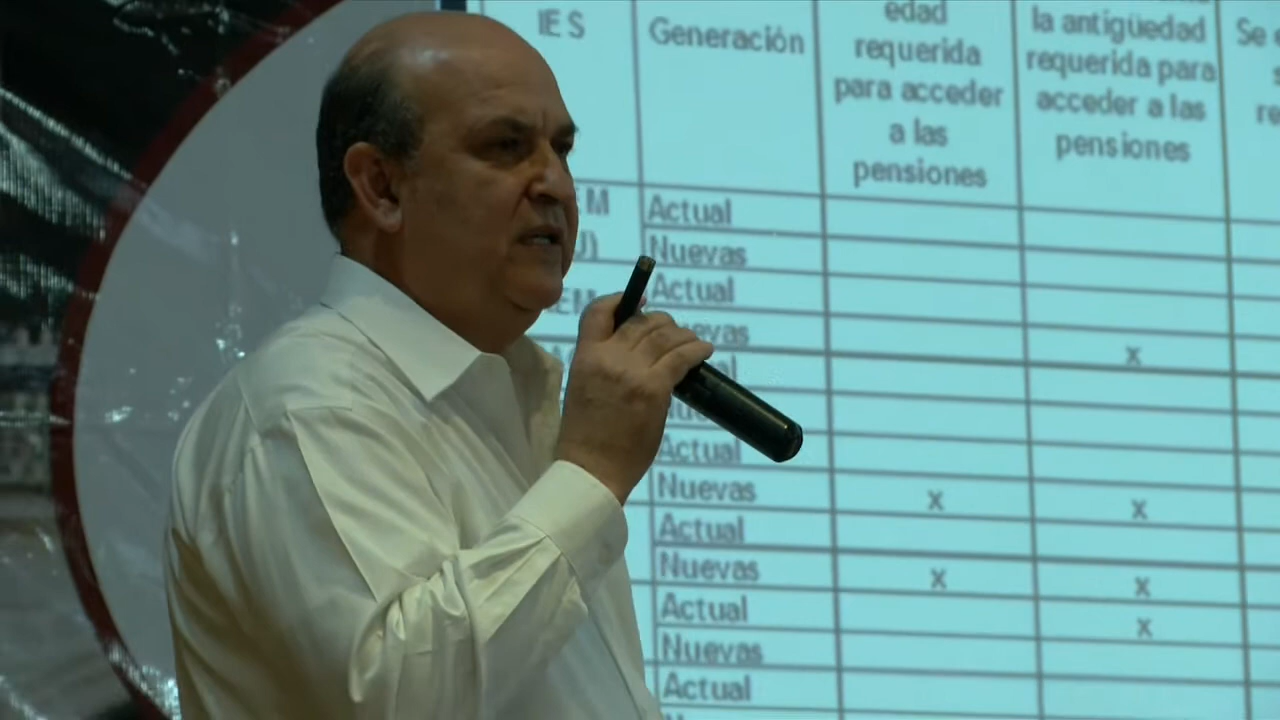 IES
Generación
edad
requerida
para acceder
a las
pensiones
la antigüedad
requerida para
acceder a las
pensiones
Se
Actual
Nuevas
Actual
x
Actual
Nuevas x x
Actual
Nuevas x x
Actual x
Nuevas
Actual